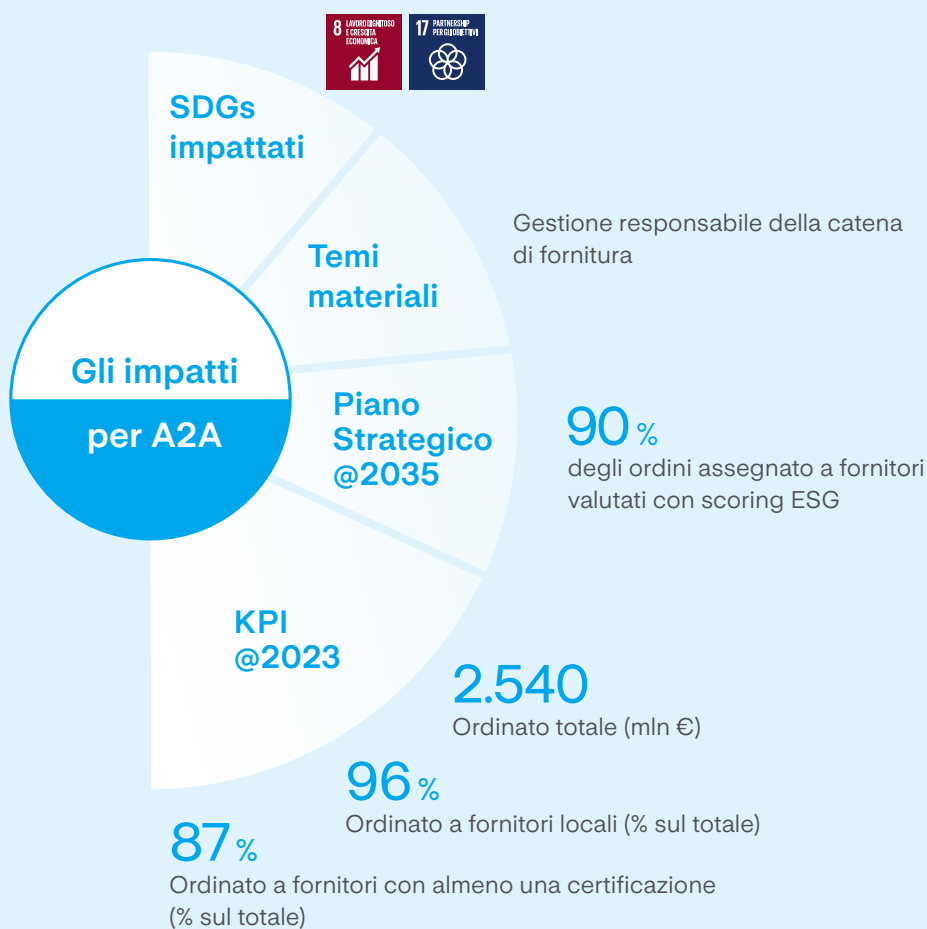 8 LAVORO DIGNITOSO
E CRESCITA
ECONOMICA
17 PARTNERSHIP
PER GLI OBIETTIVI
SDGs
impattati
Gestione responsabile della catena
di fornitura
Temi
materiali
Gli impatti
per A2A
Piano
Strategico
@2035
90 %
degli ordini assegnato a fornitori
valutati con scoring ESG
KPI
@2023
2.540
Ordinato totale (mln €)
96 %
Ordinato a fornitori locali (% sul totale)
87 %
Ordinato a fornitori con almeno una certificazione
(% sul totale)